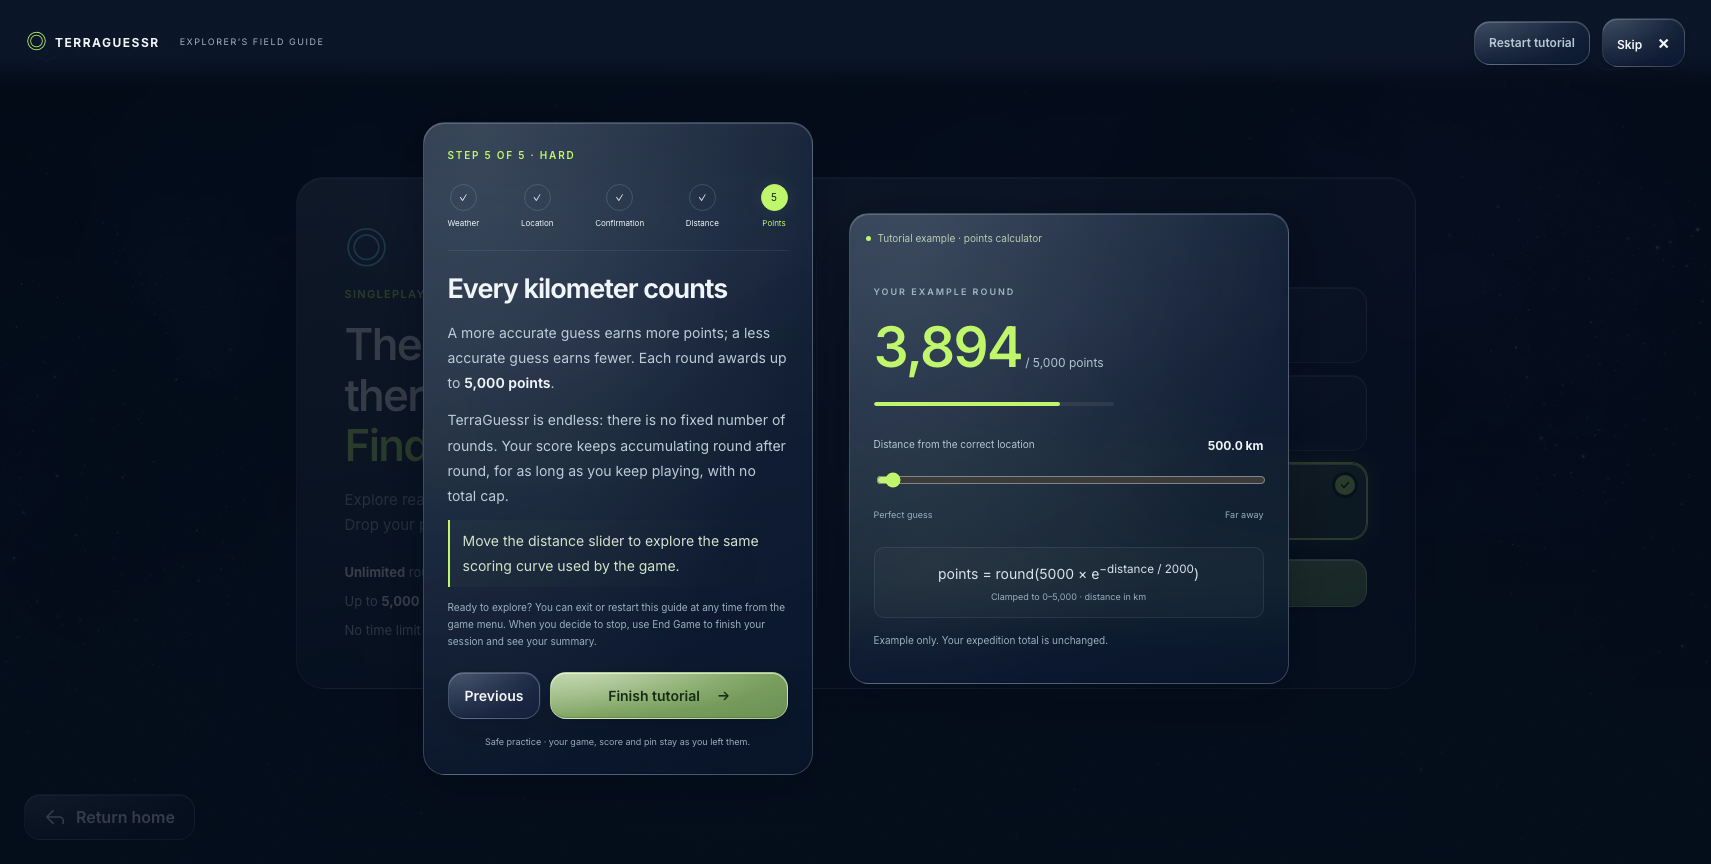 TERRAGUESSR
EXPLORER'S FIELD GUIDE
Restart tutorial
Skip ✕
STEP 5 OF 5 · HARD
Weather
Location
Confirmation
Distance
5
Points
Every kilometer counts
A more accurate guess earns more points; a less
accurate guess earns fewer. Each round awards up
to 5,000 points.
TerraGuessr is endless: there is no fixed number of
rounds. Your score keeps accumulating round after
round, for as long as you keep playing, with no
total cap.
Move the distance slider to explore the same
scoring curve used by the game.
Ready to explore? You can exit or restart this guide at any time from the
game menu. When you decide to stop, use End Game to finish your
session and see your summary.
Previous
Finish tutorial →
Safe practice · your game, score and pin stay as you left them.
Tutorial example · points calculator
YOUR EXAMPLE ROUND
3,894 / 5,000 points
Distance from the correct location 500.0 km
Perfect guess Far away
points = round(5000 × e−distance / 2000)
Clamped to 0–5,000 · distance in km
Example only. Your expedition total is unchanged.
The
Find
Explore
Drop your
Unlimited
Up to 5,000
No time limit
Return home